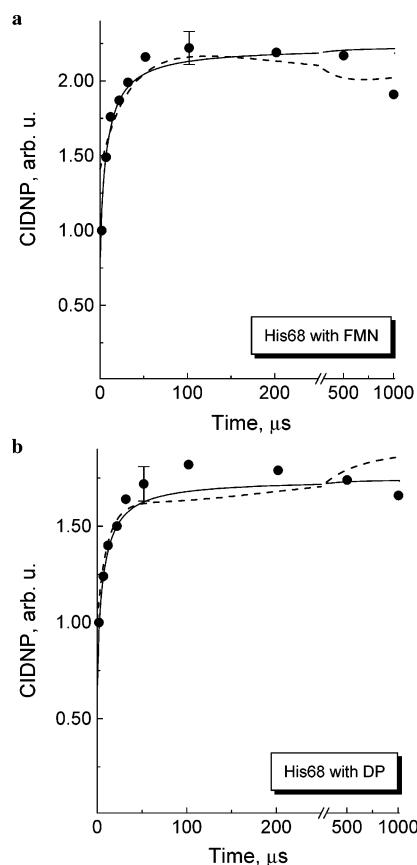 a
CIDNP, arb. u.
2.00
1.50
1.00
0.50
His68 with FMN
0 100 200 500 1000
Time, μs
b
CIDNP, arb. u.
1.50
1.00
0.50
His68 with DP
0 100 200 500 1000
Time, μs